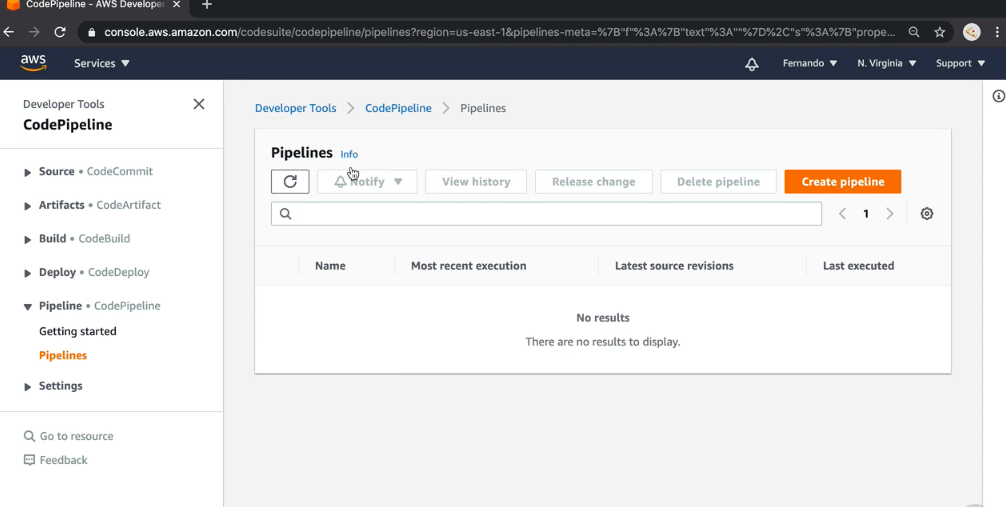 CodePipeline - AWS Developer
console.aws.amazon.com/codesuite/codepipeline/pipelines?region=us-east-1&pipelines-meta=%7B"f"%3A%7B"text"%3A""%7D%2C"s"%3A%7B"prope...
aws Services Fernando N. Virginia Support
Developer Tools
CodePipeline
Source • CodeCommit
Artifacts • CodeArtifact
Build • CodeBuild
Deploy • CodeDeploy
Pipeline • CodePipeline
Getting started
Pipelines
Settings
Go to resource
Feedback
Developer Tools > CodePipeline > Pipelines
Pipelines Info
Notify View history Release change Delete pipeline Create pipeline
1
Name Most recent execution Latest source revisions Last executed
No results
There are no results to display.